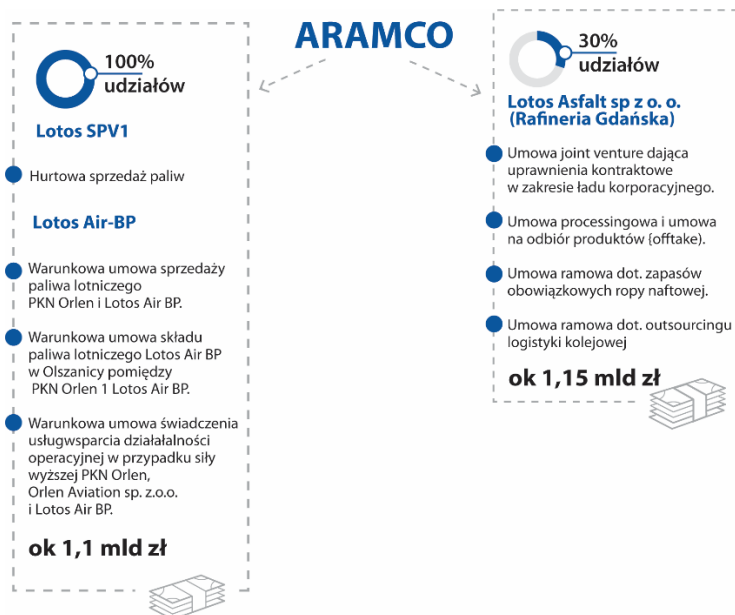 ARAMCO
100%
udziałów
Lotos SPV1
Hurtowa sprzedaż paliw
Lotos Air-BP
Warunkowa umowa sprzedaży
paliwa lotniczego
PKN Orlen i Lotos Air BP.
Warunkowa umowa składu
paliwa lotniczego Lotos Air BP
w Olszanicy pomiędzy
PKN Orlen 1 Lotos Air BP.
Warunkowa umowa świadczenia
usługwsparcia działałalności
operacyjnej w przypadku siły
wyższej PKN Orlen,
Orlen Aviation sp. z.o.o.
i Lotos Air BP.
ok 1,1 mld zł
30%
udziałów
Lotos Asfalt sp z o. o.
(Rafineria Gdańska)
Umowa joint venture dająca
uprawnienia kontraktowe
w zakresie ładu korporacyjnego.
Umowa processingowa i umowa
na odbiór produktów {offtake).
Umowa ramowa dot. zapasów
obowiązkowych ropy naftowej.
Umowa ramowa dot. outsourcingu
logistyki kolejowej
ok 1,15 mld zł